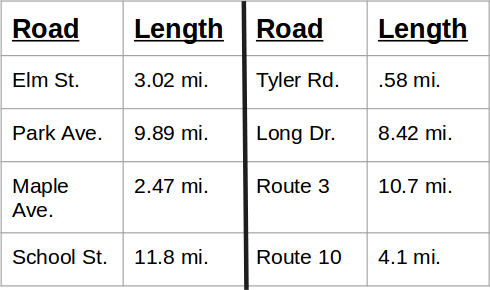 Road Length Road Length
Elm St. 3.02 mi. Tyler Rd. .58 mi.
Park Ave. 9.89 mi. Long Dr. 8.42 mi.
Maple 2.47 mi. Route 3 10.7 mi.
Ave.
School St. 11.8 mi. Route 10 4.1 mi.